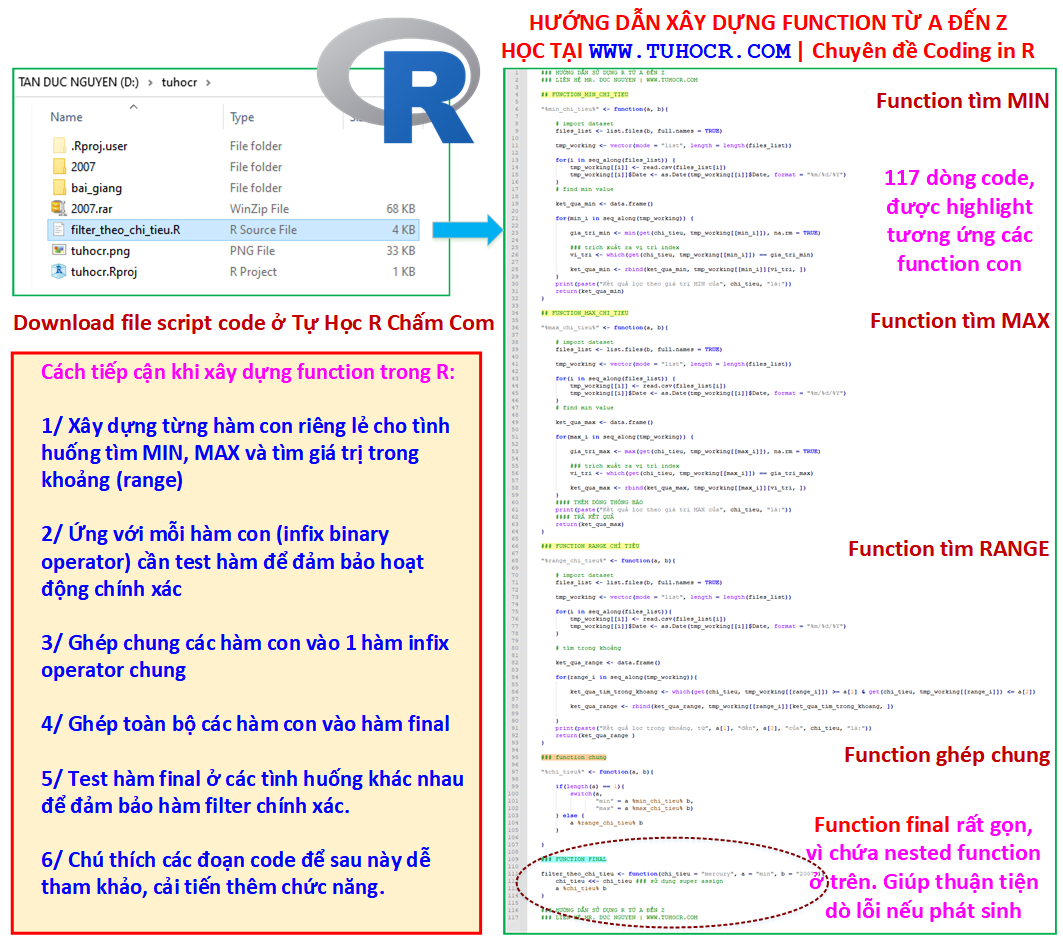 HƯỚNG DẪN XÂY DỰNG FUNCTION TỪ A ĐẾN Z
HỌC TẠI WWW.TUHOCR.COM | Chuyên đề Coding in R
TAN DUC NGUYEN (D:) > tuhocr >
Name Type
.Rproj.user File folder
2007 File folder
bai_giang File folder
2007.rar WinZip File 68 KB
filter_theo_chi_tieu.R R Source File 4 KB
tuhocr.png PNG File 33 KB
tuhocr.Rproj R Project 1 KB
R
Download file script code ở Tự Học R Chấm Com
Cách tiếp cận khi xây dựng function trong R:
1/ Xây dựng từng hàm con riêng lẻ cho tình
huống tìm MIN, MAX và tìm giá trị trong
khoảng (range)
2/ Ứng với mỗi hàm con (infix binary
operator) cần test hàm để đảm bảo hoạt
động chính xác
3/ Ghép chung các hàm con vào 1 hàm infix
operator chung
4/ Ghép toàn bộ các hàm con vào hàm final
5/ Test hàm final ở các tình huống khác nhau
để đảm bảo hàm filter chính xác.
6/ Chú thích các đoạn code để sau này dễ
tham khảo, cải tiến thêm chức năng.
### HƯỚNG DẪN SỬ DỤNG R TỪ A ĐẾN Z
### LIÊN HỆ MR. DUC NGUYEN | WWW.TUHOCR.COM
## FUNCTION_MIN_CHI_TIEU
"%min_chi_tieu%" <- function(a, b){
# import dataset
files_list <- list.files(b, full.names = TRUE)
tmp_working <- vector(mode = "list", length = length(files_list))
for(i in seq_along(files_list)) {
tmp_working[[i]] <- read.csv(files_list[i])
tmp_working[[i]]$Date <- as.Date(tmp_working[[i]]$Date, format = "%m/%d/%Y")
}
# find min value
ket_qua_min <- data.frame()
for(min_i in seq_along(tmp_working)) {
gia_tri_min <- min(get(chi_tieu, tmp_working[[min_i]]), na.rm = TRUE)
### trích xuất ra vị trí index
vi_tri <- which(get(chi_tieu, tmp_working[[min_i]]) == gia_tri_min)
ket_qua_min <- rbind(ket_qua_min, tmp_working[[min_i]][vi_tri, ])
}
print(paste("Kết quả lọc theo giá trị MIN của", chi_tieu, "là:"))
return(ket_qua_min)
}
## FUNCTION_MAX_CHI_TIEU
"%max_chi_tieu%" <- function(a, b){
# import dataset
files_list <- list.files(b, full.names = TRUE)
tmp_working <- vector(mode = "list", length = length(files_list))
for(i in seq_along(files_list)) {
tmp_working[[i]] <- read.csv(files_list[i])
tmp_working[[i]]$Date <- as.Date(tmp_working[[i]]$Date, format = "%m/%d/%Y")
}
# find min value
ket_qua_max <- data.frame()
for(max_i in seq_along(tmp_working)) {
gia_tri_max <- max(get(chi_tieu, tmp_working[[max_i]]), na.rm = TRUE)
### trích xuất ra vị trí index
vi_tri <- which(get(chi_tieu, tmp_working[[max_i]]) == gia_tri_max)
ket_qua_max <- rbind(ket_qua_max, tmp_working[[max_i]][vi_tri, ])
}
#### THÊM DÒNG THÔNG BÁO
print(paste("Kết quả lọc theo giá trị MAX của", chi_tieu, "là:"))
#### TRẢ KẾT QUẢ
return(ket_qua_max)
}
### FUNCTION RANGE CHỈ TIÊU
"%range_chi_tieu%" <- function(a, b){
# import dataset
files_list <- list.files(b, full.names = TRUE)
tmp_working <- vector(mode = "list", length = length(files_list))
for(i in seq_along(files_list)){
tmp_working[[i]] <- read.csv(files_list[i])
tmp_working[[i]]$Date <- as.Date(tmp_working[[i]]$Date, format = "%m/%d/%Y")
}
# tìm trong khoảng
ket_qua_range <- data.frame()
for(range_i in seq_along(tmp_working)){
ket_qua_tim_trong_khoang <- which(get(chi_tieu, tmp_working[[range_i]]) >= a[1] & get(chi_tieu, tmp_working[[range_i]]) <= a[2])
ket_qua_range <- rbind(ket_qua_range, tmp_working[[range_i]][ket_qua_tim_trong_khoang, ])
}
print(paste("Kết quả lọc trong khoảng, từ", a[1], "đến", a[2], "của", chi_tieu, "là:"))
return(ket_qua_range )
}
### function chung
"%chi_tieu%" <- function(a, b){
if(length(a) == 1){
switch(a,
"min" = a %min_chi_tieu% b,
"max" = a %max_chi_tieu% b)
} else {
a %range_chi_tieu% b
}
}
### FUNCTION FINAL
filter_theo_chi_tieu <- function(chi_tieu = "mercury", a = "min", b = "2007"){
chi_tieu <<- chi_tieu ### sử dụng super assign
a %chi_tieu% b
}
### HƯỚNG DẪN SỬ DỤNG R TỪ A ĐẾN Z
### LIÊN HỆ MR. DUC NGUYEN | WWW.TUHOCR.COM
Function tìm MIN
117 dòng code,
được highlight
tương ứng các
function con
Function tìm MAX
Function tìm RANGE
Function ghép chung
Function final rất gọn,
vì chứa nested function
ở trên. Giúp thuận tiện
dò lỗi nếu phát sinh